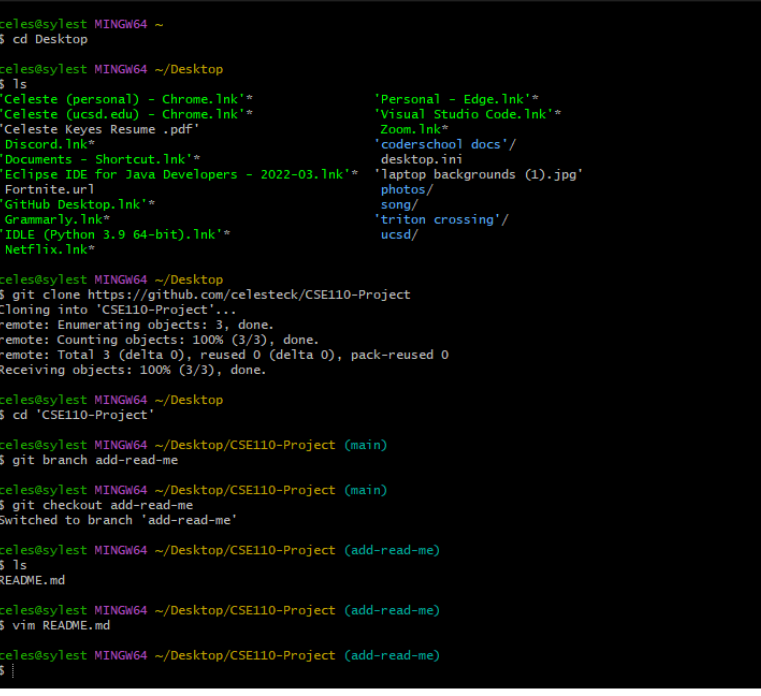 celes@sylest MINGW64 ~
$ cd Desktop
celes@sylest MINGW64 ~/Desktop
$ ls
'Celeste (personal) - Chrome.lnk'* 'Personal - Edge.lnk'*
'Celeste (ucsd.edu) - Chrome.lnk'* 'Visual Studio Code.lnk'*
'Celeste Keyes Resume .pdf' Zoom.lnk*
Discord.lnk* 'coderschool docs'/
'Documents - Shortcut.lnk'* desktop.ini
'Eclipse IDE for Java Developers - 2022-03.lnk'* 'laptop backgrounds (1).jpg'
Fortnite.url photos/
'GitHub Desktop.lnk'* song/
Grammarly.lnk* 'triton crossing'/
'IDLE (Python 3.9 64-bit).lnk'* ucsd/
Netflix.lnk*
celes@sylest MINGW64 ~/Desktop
$ git clone https://github.com/celesteck/CSE110-Project
Cloning into 'CSE110-Project'...
remote: Enumerating objects: 3, done.
remote: Counting objects: 100% (3/3), done.
remote: Total 3 (delta 0), reused 0 (delta 0), pack-reused 0
Receiving objects: 100% (3/3), done.
celes@sylest MINGW64 ~/Desktop
$ cd 'CSE110-Project'
celes@sylest MINGW64 ~/Desktop/CSE110-Project (main)
$ git branch add-read-me
celes@sylest MINGW64 ~/Desktop/CSE110-Project (main)
$ git checkout add-read-me
Switched to branch 'add-read-me'
celes@sylest MINGW64 ~/Desktop/CSE110-Project (add-read-me)
$ ls
README.md
celes@sylest MINGW64 ~/Desktop/CSE110-Project (add-read-me)
$ vim README.md
celes@sylest MINGW64 ~/Desktop/CSE110-Project (add-read-me)
$